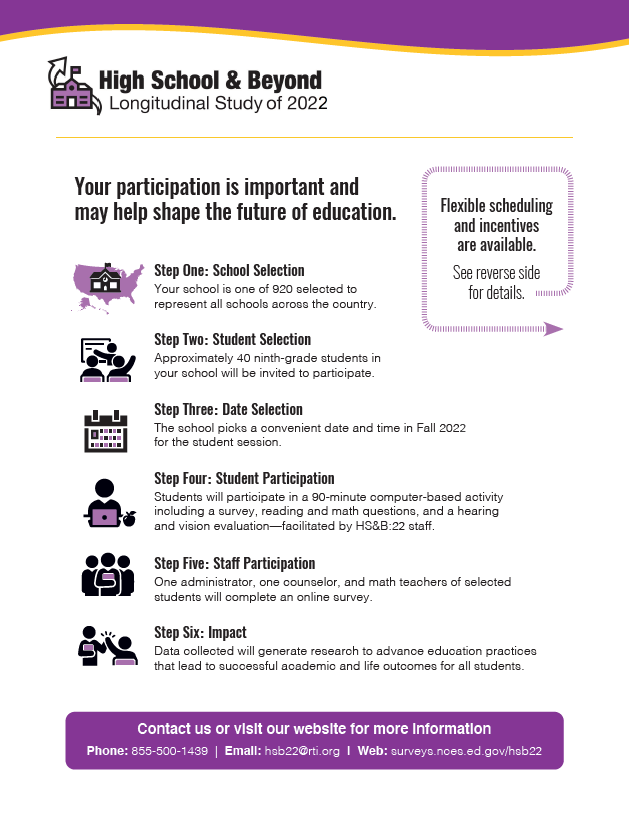 High School & Beyond
Longitudinal Study of 2022
Your participation is important and
may help shape the future of education.
Flexible scheduling
and incentives
are available.
See reverse side
for details.
Step One: School Selection
Your school is one of 920 selected to
represent all schools across the country.
Step Two: Student Selection
Approximately 40 ninth-grade students in
your school will be invited to participate.
Step Three: Date Selection
The school picks a convenient date and time in Fall 2022
for the student session.
Step Four: Student Participation
Students will participate in a 90-minute computer-based activity
including a survey, reading and math questions, and a hearing
and vision evaluation—facilitated by HS&B:22 staff.
Step Five: Staff Participation
One administrator, one counselor, and math teachers of selected
students will complete an online survey.
Step Six: Impact
Data collected will generate research to advance education practices
that lead to successful academic and life outcomes for all students.
Contact us or visit our website for more information
Phone: 855-500-1439 | Email: hsb22@rti.org | Web: surveys.nces.ed.gov/hsb22